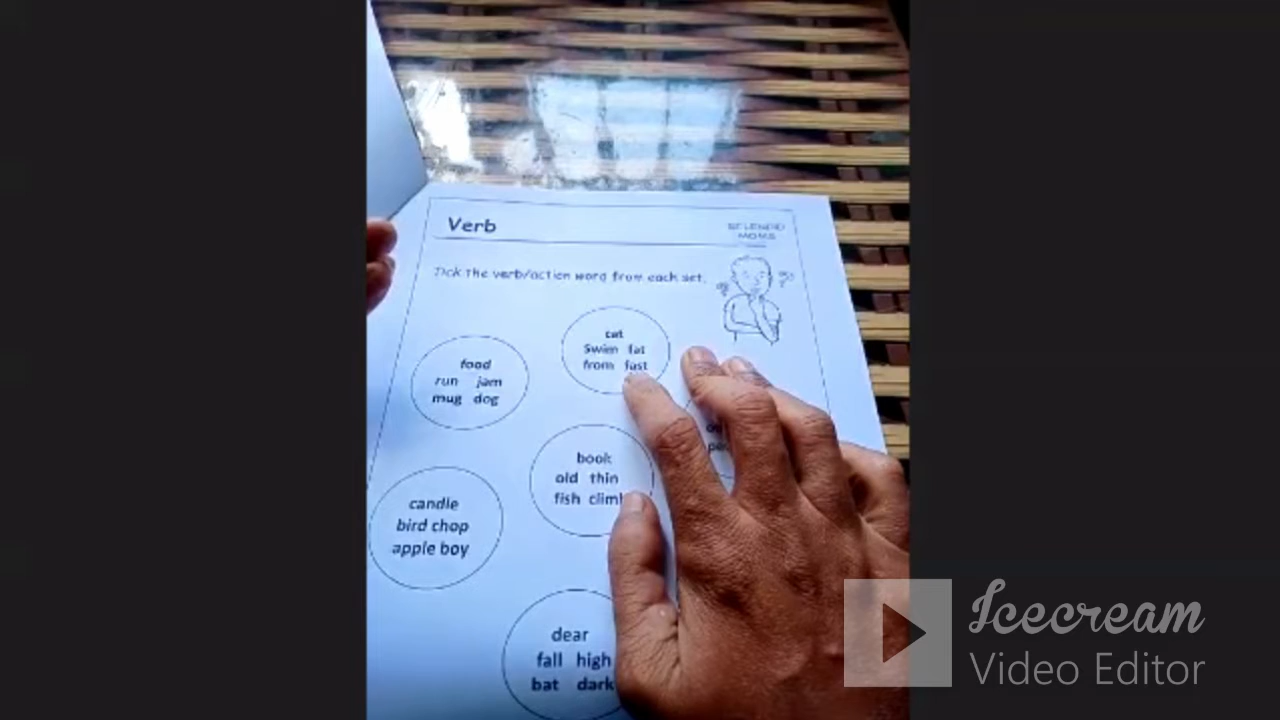 Verb
SPLENDID
MOMS
Tick the verb/action word from each set.
food
run jam
mug dog
cat
Swim fat
from fast
book
old thin
fish
candle
bird chop
apple boy
dear
fall high
bat dark
Icecream
Video Editor